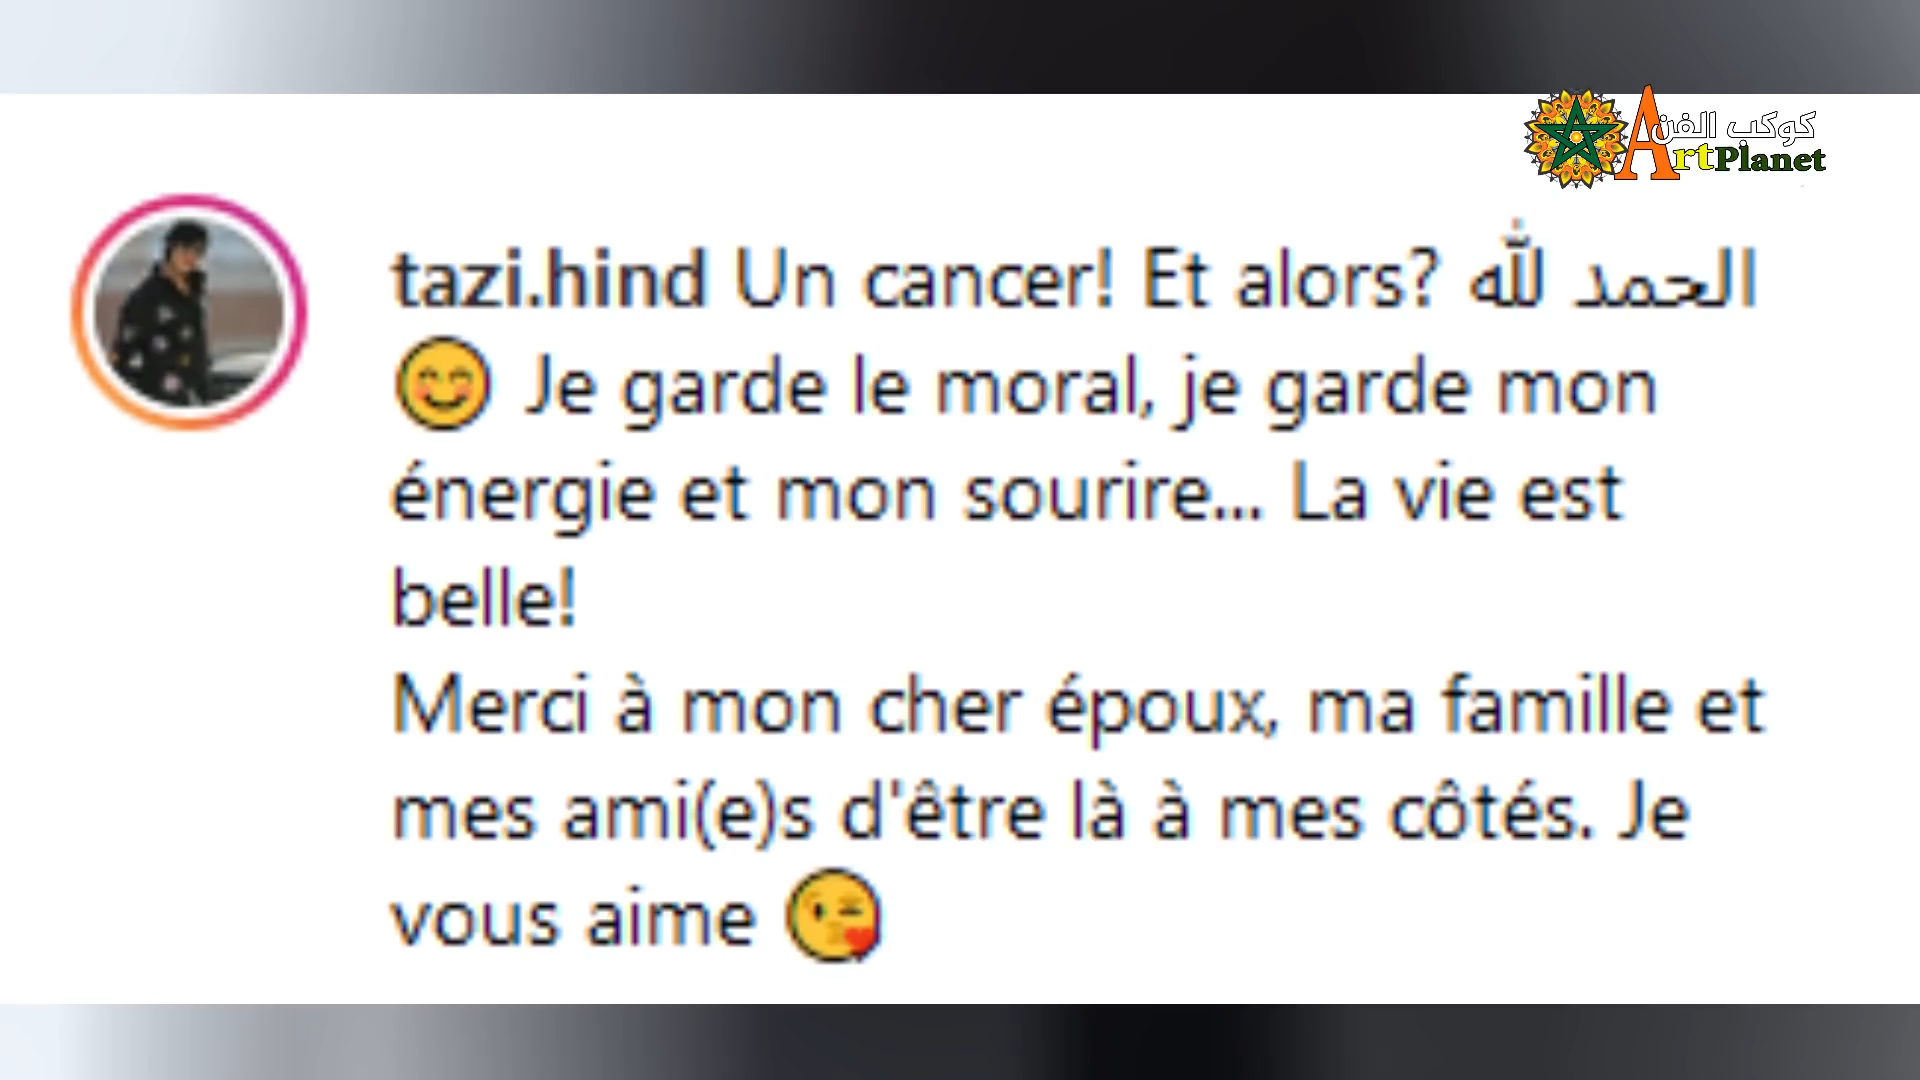 كوكب الفن
ArtPlanet
tazi.hind Un cancer! Et alors? الحمد لله
😊 Je garde le moral, je garde mon
énergie et mon sourire... La vie est
belle!
Merci à mon cher époux, ma famille et
mes ami(e)s d'être là à mes côtés. Je
vous aime 😘